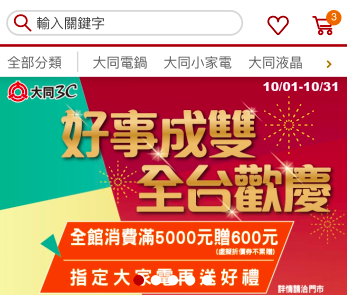 輸入關鍵字
3
全部分類 大同電鍋 大同小家電 大同液晶
大同3C
10/01-10/31
好事成雙
全台歡慶
全館消費滿5000元贈600元
(虛擬折價券不累贈)
指定大家電再送好禮
詳情請洽門市